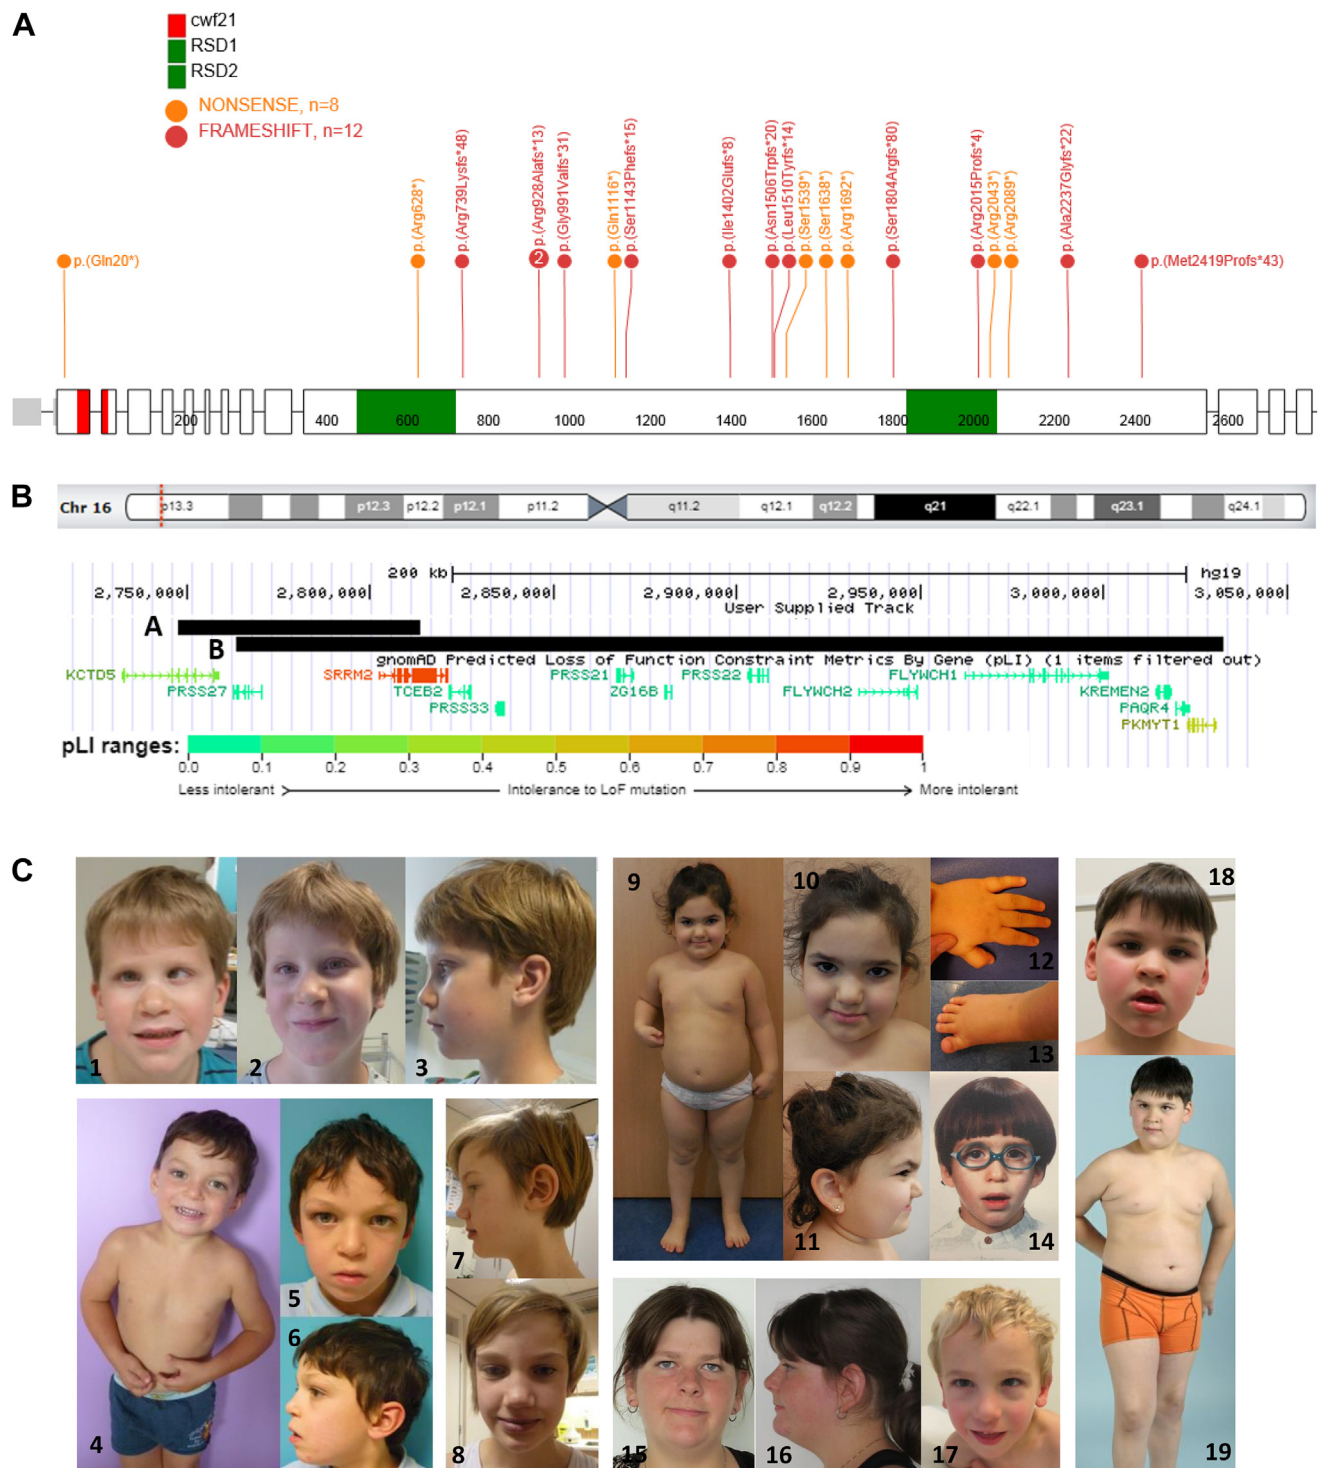 A
cwf21
RSD1
RSD2
NONSENSE, n=8
FRAMESHIFT, n=12
p.(Gln20*)
p.(Arg628*)
p.(Arg739Lysfs*48)
p.(Arg928Alafs*13)
2
p.(Gly991Valfs*31)
p.(Gln1116*)
p.(Ser1143Phefs*15)
p.(Ile1402Glufs*8)
p.(Asn1506Trpfs*20)
p.(Leu1510Tyrfs*14)
p.(Ser1539*)
p.(Ser1638*)
p.(Arg1692*)
p.(Ser1804Argfs*80)
p.(Arg2015Profs*4)
p.(Arg2043*)
p.(Arg2089*)
p.(Ala2237Glyfs*22)
p.(Met2419Profs*43)
200 400 600 800 1000 1200 1400 1600 1800 2000 2200 2400 2600
B
Chr 16 p13.3 p12.3 p12.2 p12.1 p11.2 q11.2 q12.1 q12.2 q21 q22.1 q23.1 q24.1
200 kb hg19
2,750,000 2,800,000 2,850,000 2,900,000 2,950,000 3,000,000 3,050,000
User Supplied Track
A
B
gnomAD Predicted Loss of Function Constraint Metrics By Gene (pLI) (1 items filtered out)
KCTD5 SRRM2 PRSS21 PRSS22 FLYWCH1
PRSS27 TCEB2 ZG16B FLYWCH2 KREMEN2
PRSS33 PAQR4
PKMYT1
pLI ranges:
0.0 0.1 0.2 0.3 0.4 0.5 0.6 0.7 0.8 0.9 1
Less intolerant Intolerance to LoF mutation More intolerant
C
1
2
3
4
5
6
7
8
9
10
11
12
13
14
15
16
17
18
19